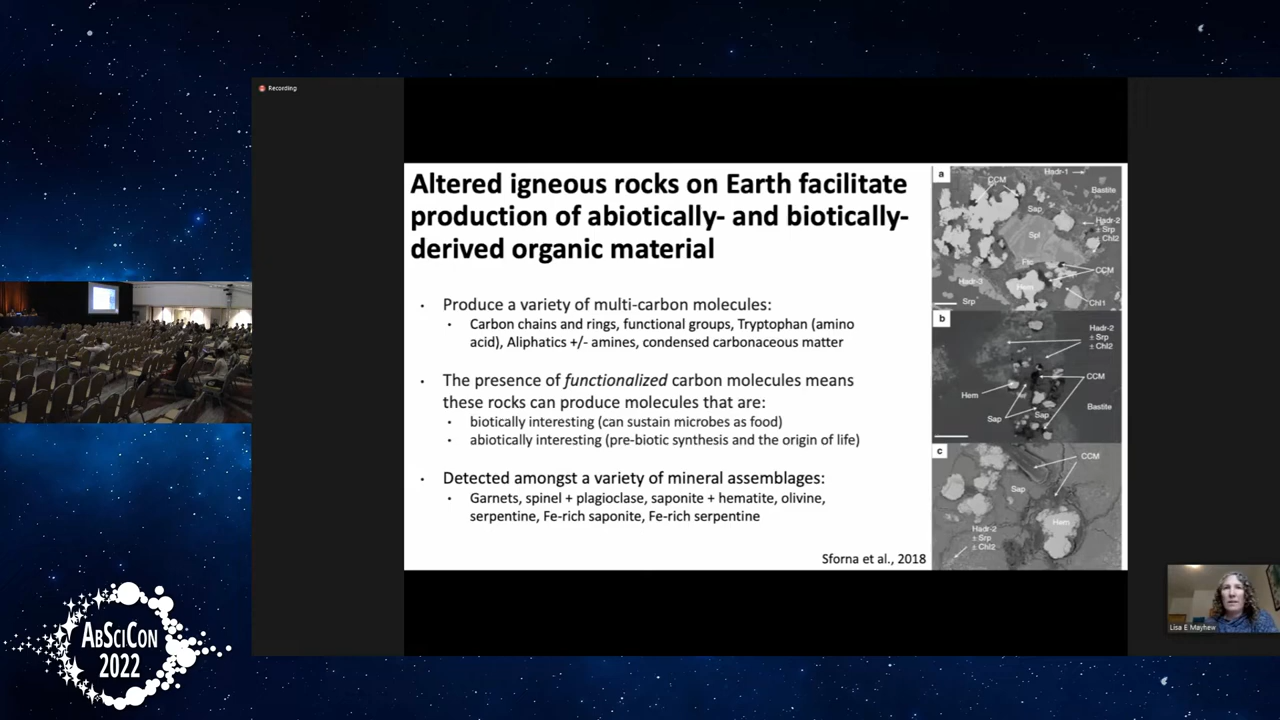 Recording
Altered igneous rocks on Earth facilitate
production of abiotically- and biotically-
derived organic material
• Produce a variety of multi-carbon molecules:
• Carbon chains and rings, functional groups, Tryptophan (amino
acid), Aliphatics +/- amines, condensed carbonaceous matter
• The presence of functionalized carbon molecules means
these rocks can produce molecules that are:
• biotically interesting (can sustain microbes as food)
• abiotically interesting (pre-biotic synthesis and the origin of life)
• Detected amongst a variety of mineral assemblages:
• Garnets, spinel + plagioclase, saponite + hematite, olivine,
serpentine, Fe-rich saponite, Fe-rich serpentine
Sforna et al., 2018
a
Hadr-1
CCM
Bastite
Sap
Hadr-2
± Srp
± Chl2
Spl
CCM
Hem
Hadr-3
Srp
Chl1
b
Hadr-2
± Srp
± Chl2
CCM
Hem
Sap
Sap
Bastite
c
CCM
Sap
Hem
Hadr-2
± Srp
± Chl2
Lisa E Mayhew
ABSCICON
2022